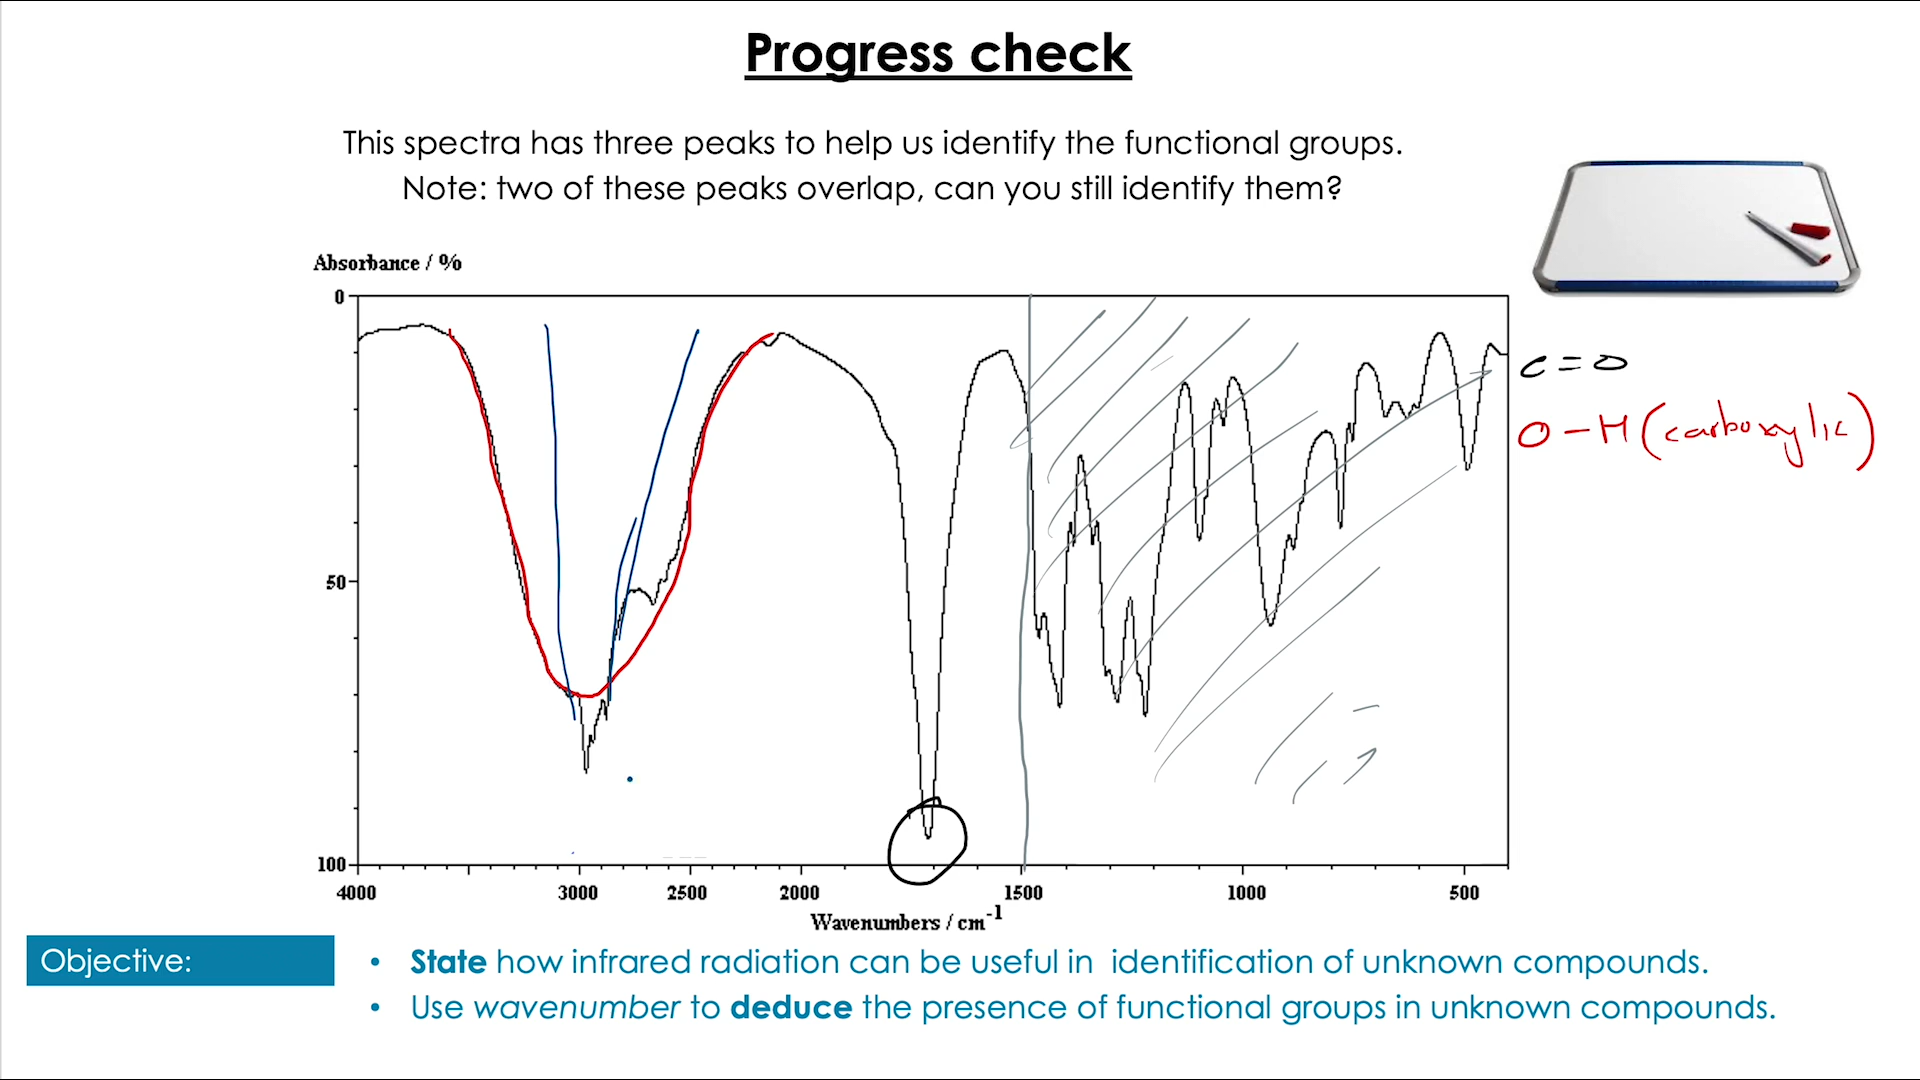 Progress check
This spectra has three peaks to help us identify the functional groups.
Note: two of these peaks overlap, can you still identify them?
Absorbance / %
0
C = O
O - H (carboxylic)
50
100
4000 3000 2500 2000 1500 1000 500
Wavenumbers / cm-1
Objective:
• State how infrared radiation can be useful in identification of unknown compounds.
• Use wavenumber to deduce the presence of functional groups in unknown compounds.